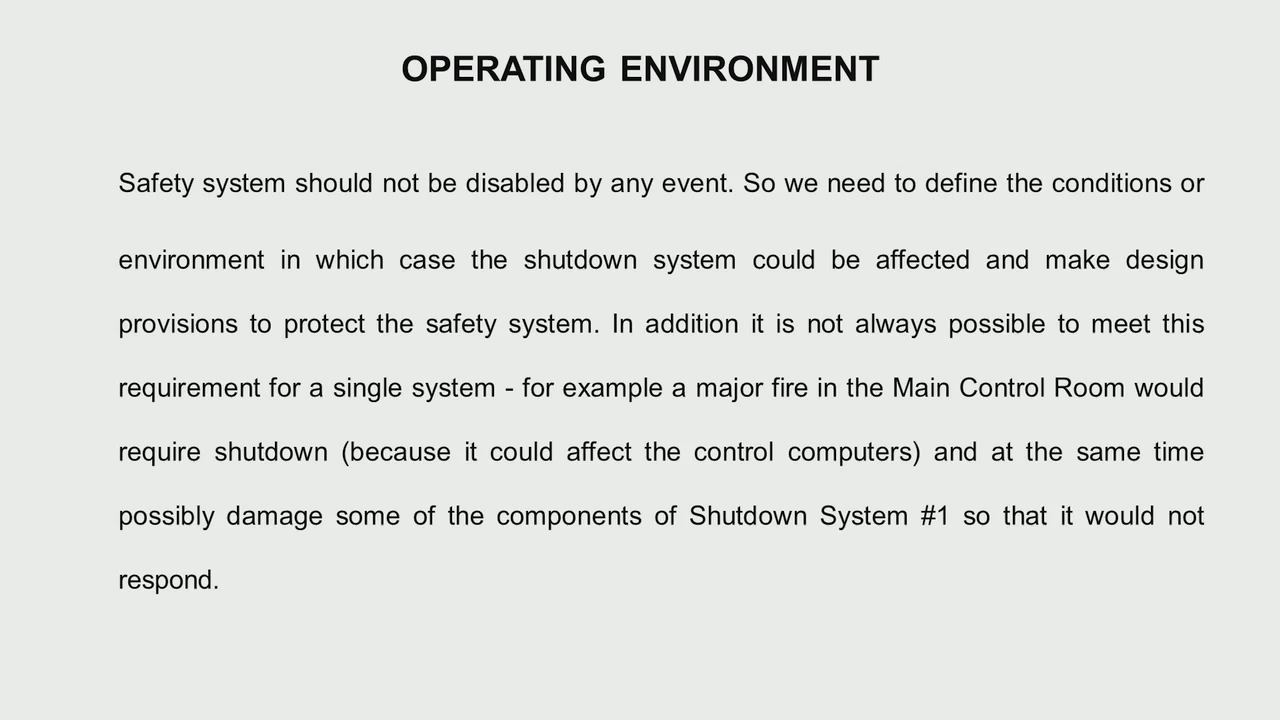 OPERATING ENVIRONMENT
Safety system should not be disabled by any event. So we need to define the conditions or
environment in which case the shutdown system could be affected and make design
provisions to protect the safety system. In addition it is not always possible to meet this
requirement for a single system - for example a major fire in the Main Control Room would
require shutdown (because it could affect the control computers) and at the same time
possibly damage some of the components of Shutdown System #1 so that it would not
respond.